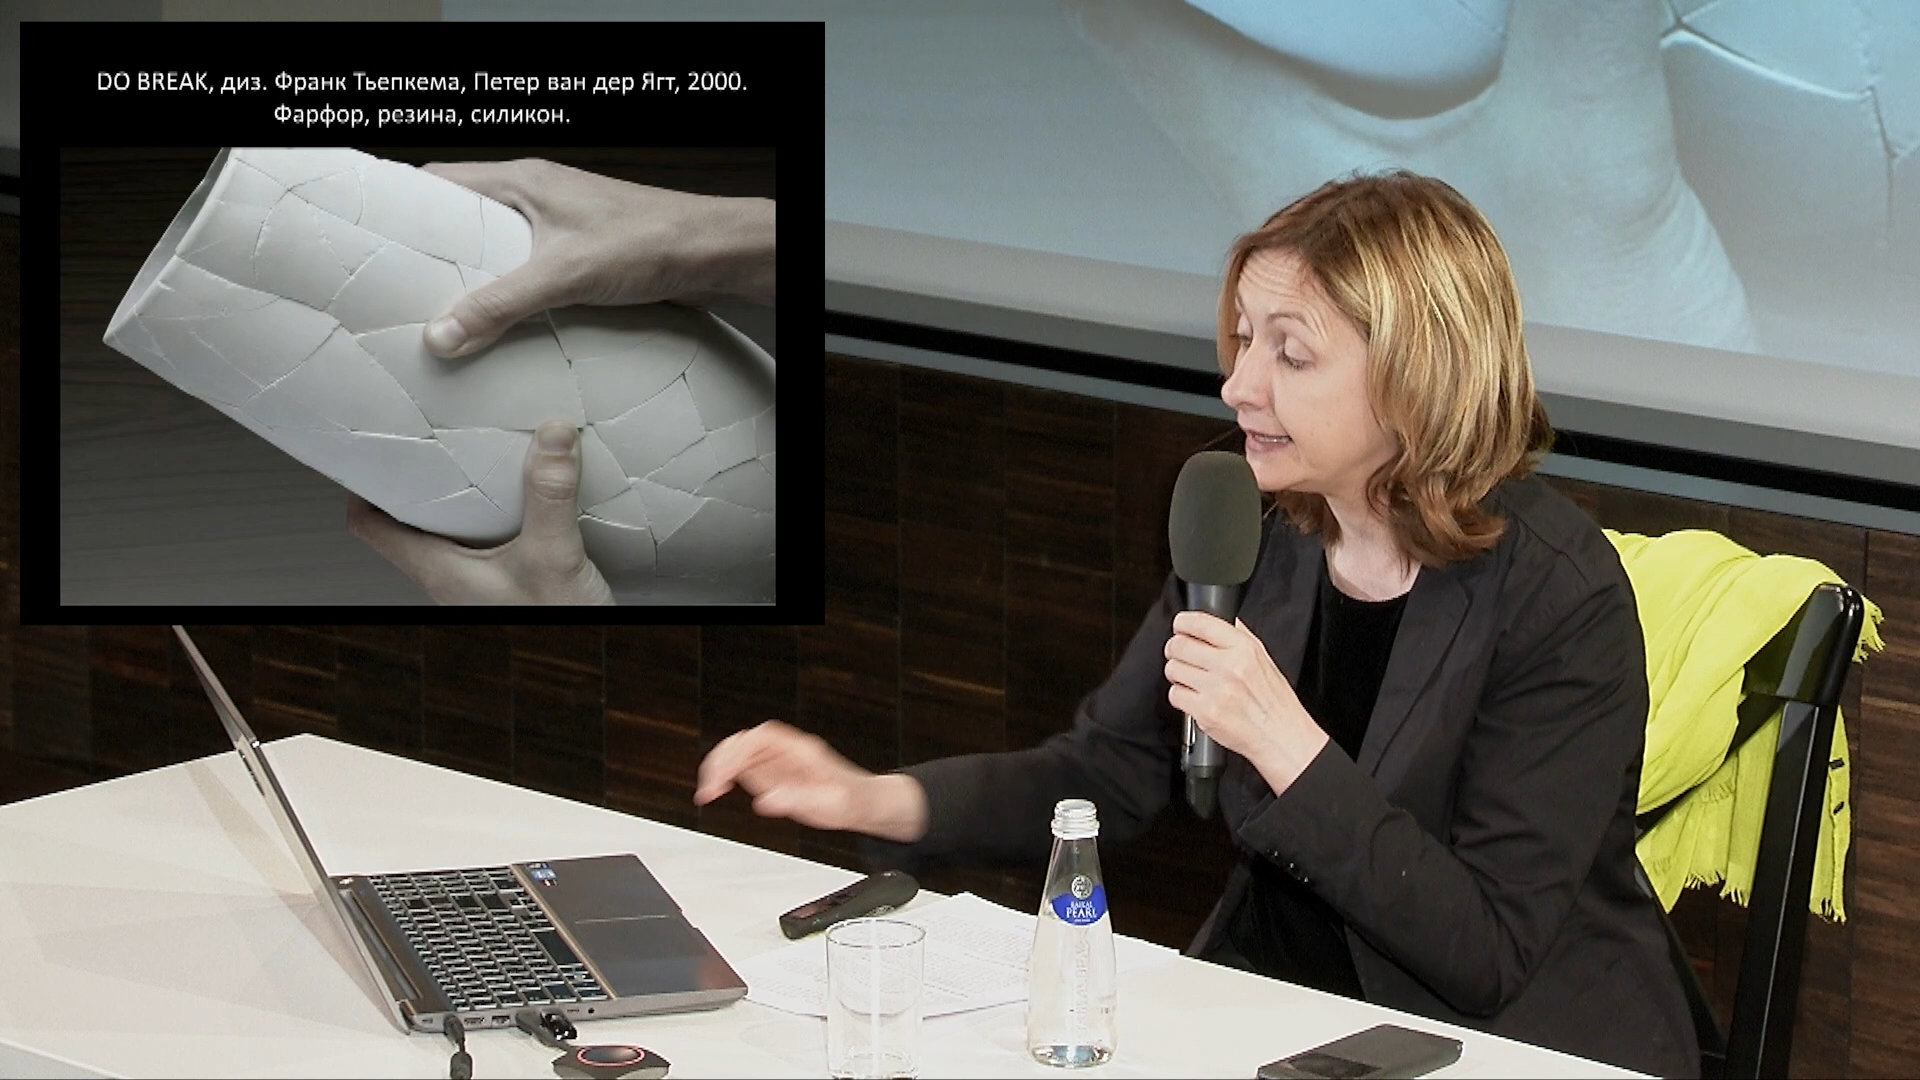 DO BREAK, диз. Франк Тьепкема, Петер ван дер Ягт, 2000.
Фарфор, резина, силикон.
BAIKAL
PEARL